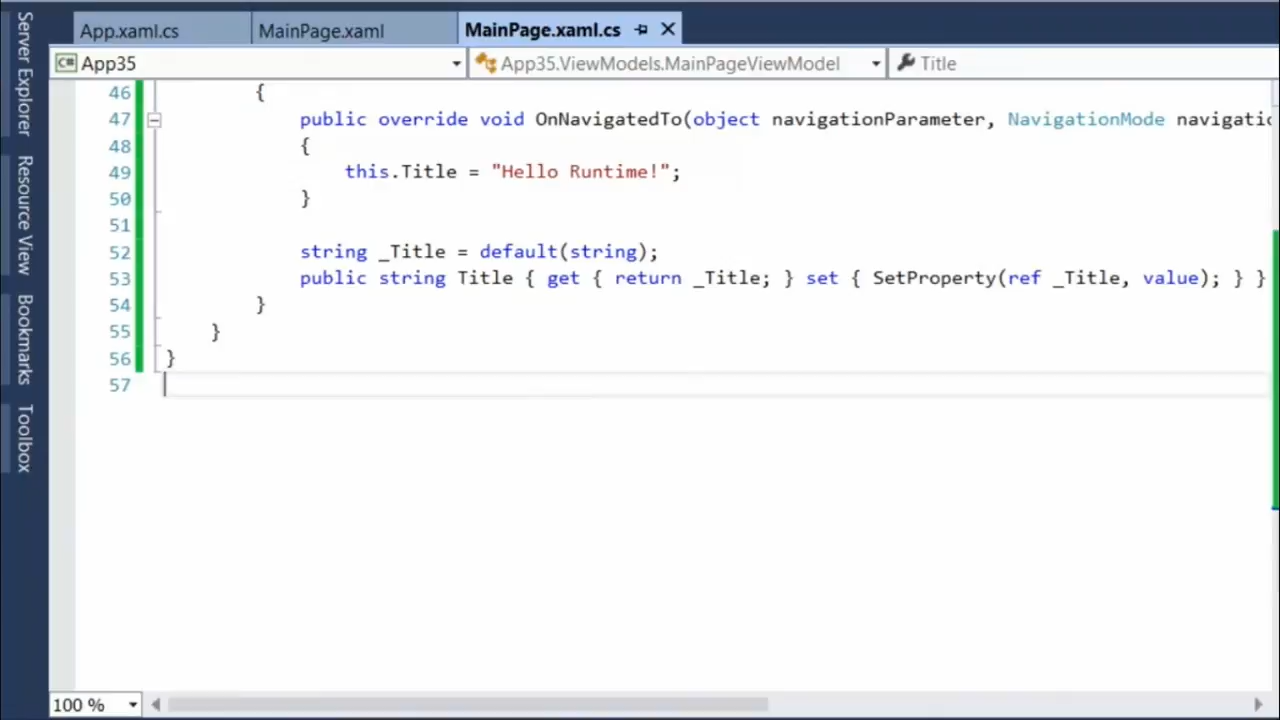 App.xaml.cs
MainPage.xaml
MainPage.xaml.cs
App35
App35.ViewModels.MainPageViewModel
Title
Server Explorer
Resource View
Bookmarks
Toolbox
46 {
47 public override void OnNavigatedTo(object navigationParameter, NavigationMode navigatio
48 {
49 this.Title = "Hello Runtime!";
50 }
51
52 string _Title = default(string);
53 public string Title { get { return _Title; } set { SetProperty(ref _Title, value); } }
54 }
55 }
56 }
57
100 %